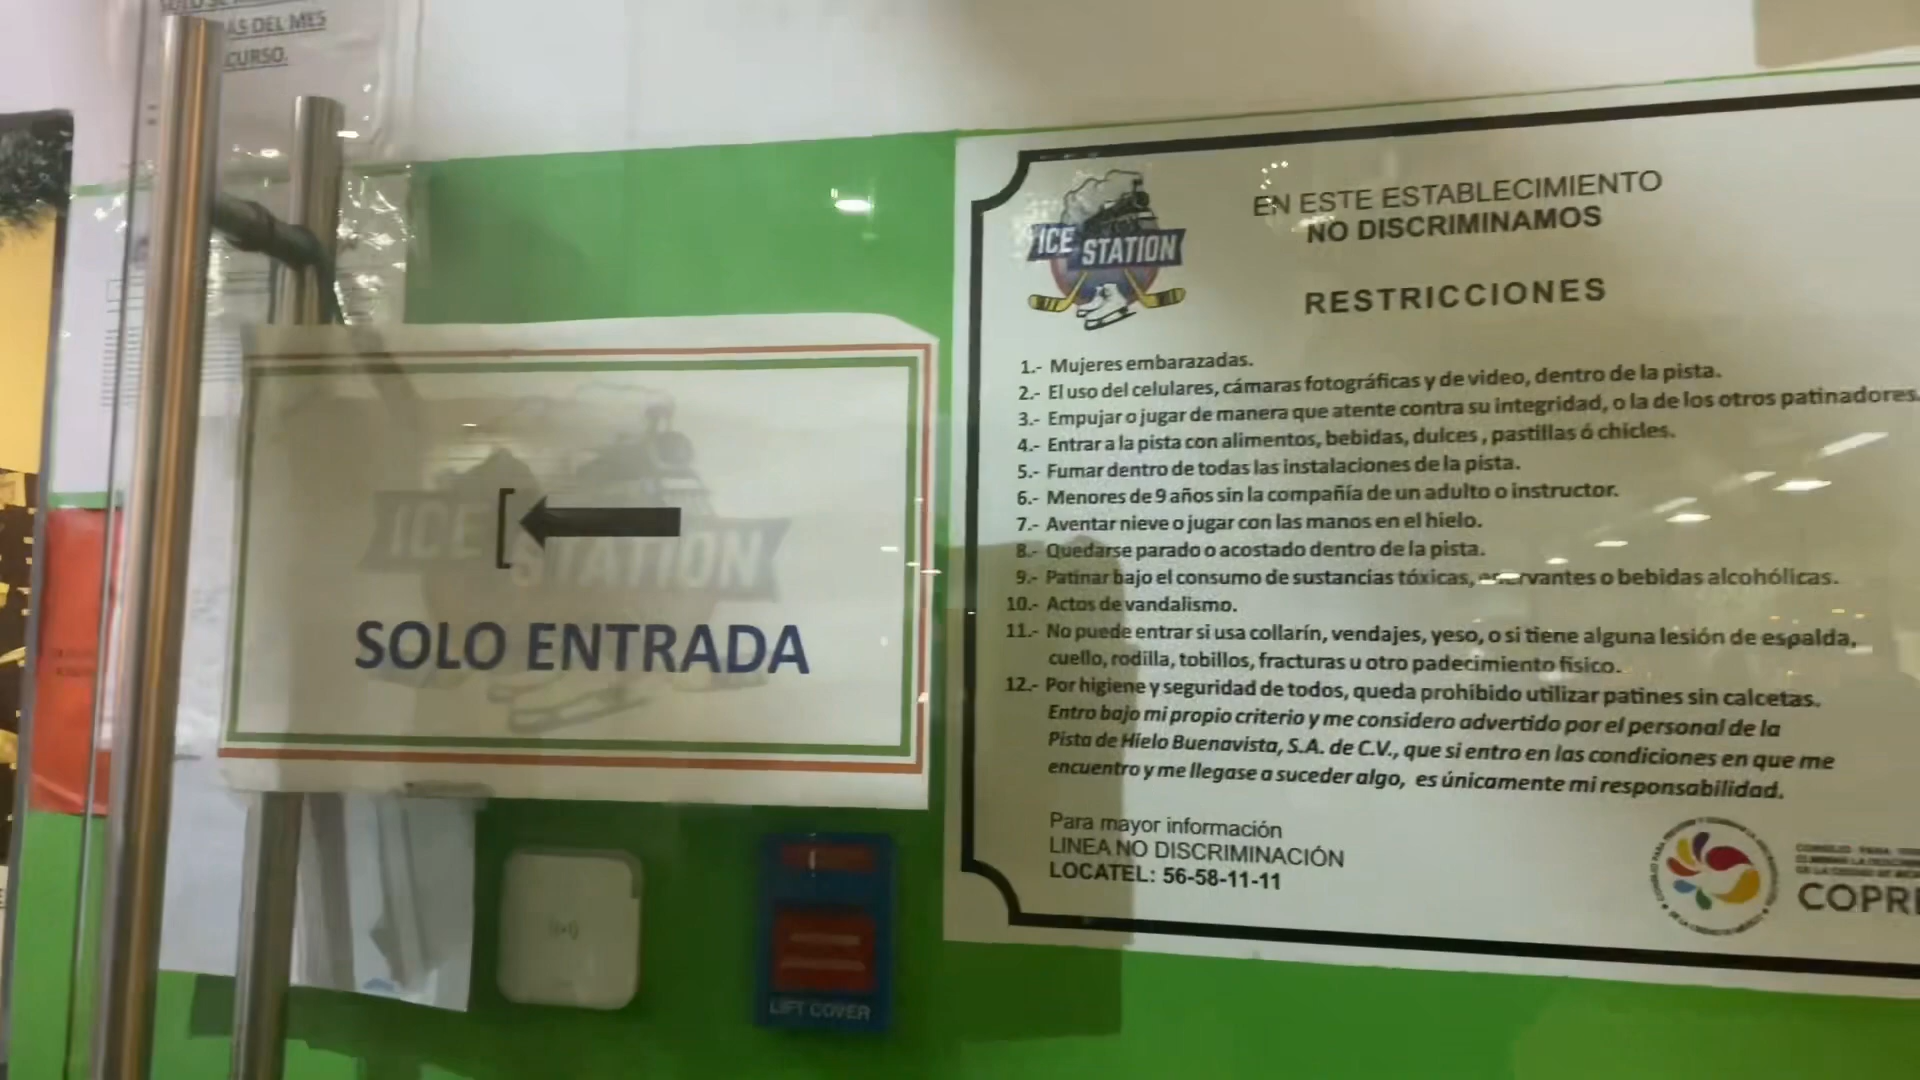 ÁS DEL MES
CURSO.
ICE STATION
SOLO ENTRADA
LIFT COVER
ICE STATION
EN ESTE ESTABLECIMIENTO
NO DISCRIMINAMOS
RESTRICCIONES
1.- Mujeres embarazadas.
2.- El uso del celulares, cámaras fotográficas y de video, dentro de la pista.
3.- Empujar o jugar de manera que atente contra su integridad, o la de los otros patinadores.
4.- Entrar a la pista con alimentos, bebidas, dulces , pastillas ó chicles.
5.- Fumar dentro de todas las instalaciones de la pista.
6.- Menores de 9 años sin la compañía de un adulto o instructor.
7.- Aventar nieve o jugar con las manos en el hielo.
8.- Quedarse parado o acostado dentro de la pista.
9.- Patinar bajo el consumo de sustancias tóxicas, enervantes o bebidas alcohólicas.
10.- Actos de vandalismo.
11.- No puede entrar si usa collarín, vendajes, yeso, o si tiene alguna lesión de espalda,
cuello, rodilla, tobillos, fracturas u otro padecimiento físico.
12.- Por higiene y seguridad de todos, queda prohibido utilizar patines sin calcetas.
Entro bajo mi propio criterio y me considero advertido por el personal de la
Pista de Hielo Buenavista, S.A. de C.V., que si entro en las condiciones en que me
encuentro y me llegase a suceder algo, es únicamente mi responsabilidad.
Para mayor información
LINEA NO DISCRIMINACIÓN
LOCATEL: 56-58-11-11
COPRE